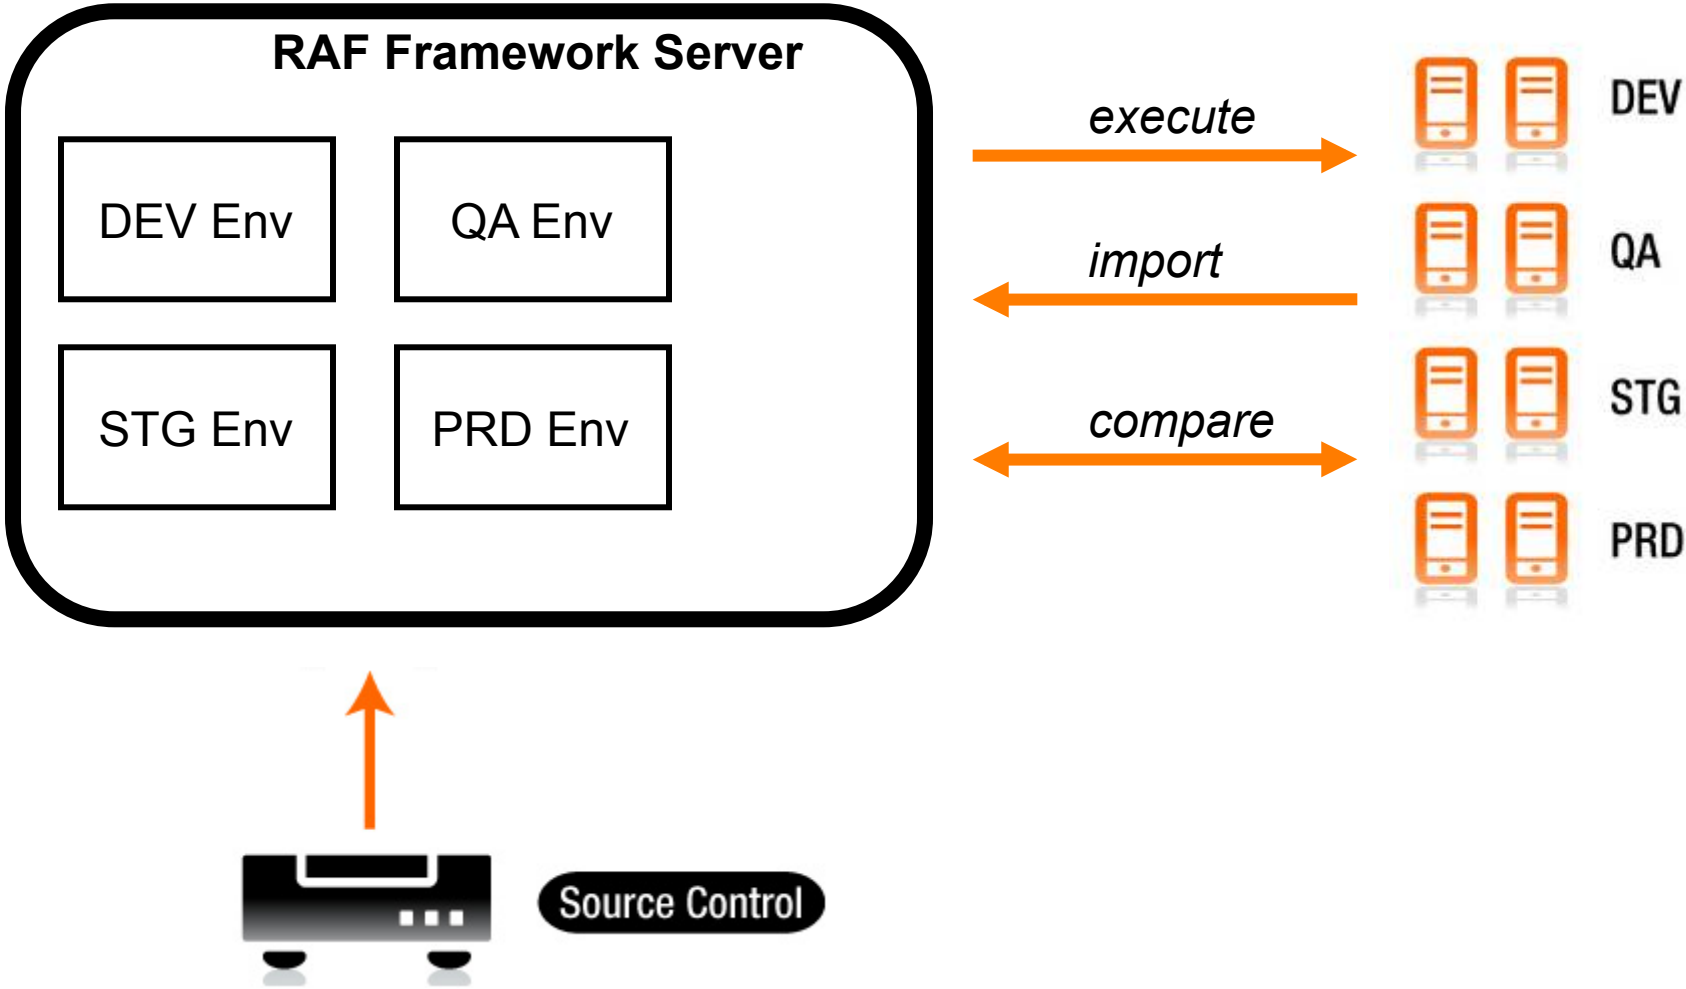 RAF Framework Server
DEV Env
QA Env
STG Env
PRD Env
execute
import
compare
DEV
QA
STG
PRD
Source Control